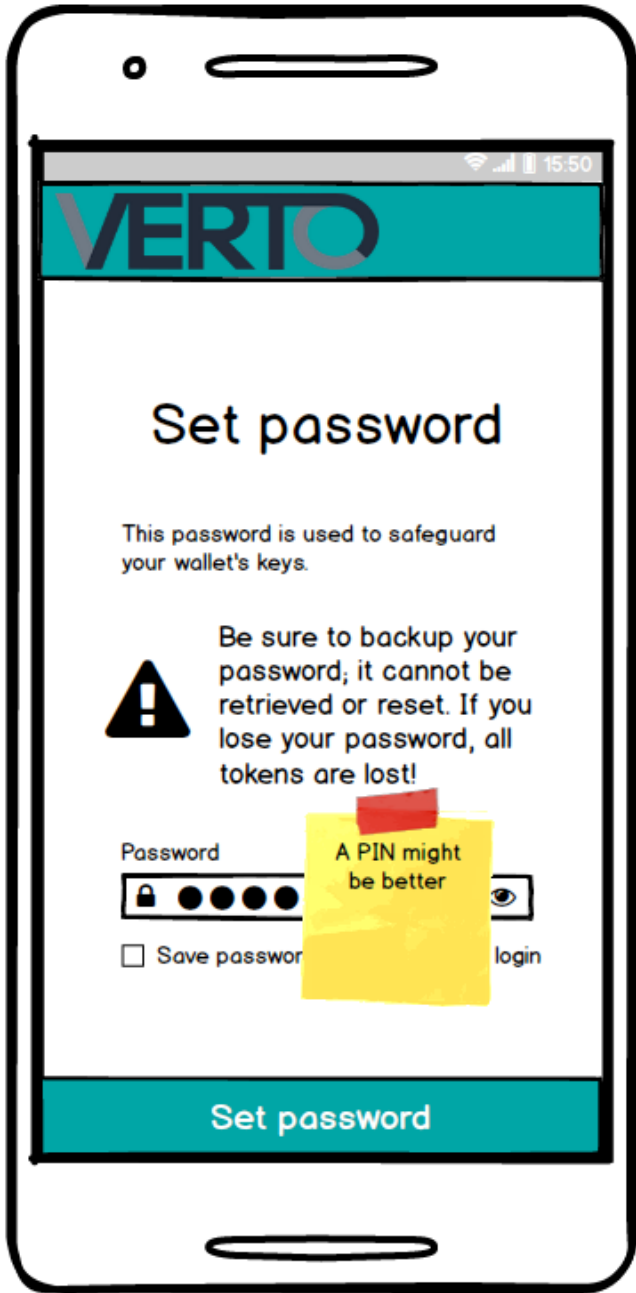 15:50
VERTO
Set password
This password is used to safeguard
your wallet's keys.
Be sure to backup your
password; it cannot be
retrieved or reset. If you
lose your password, all
tokens are lost!
Password
A PIN might
be better
Save passwor
login
Set password